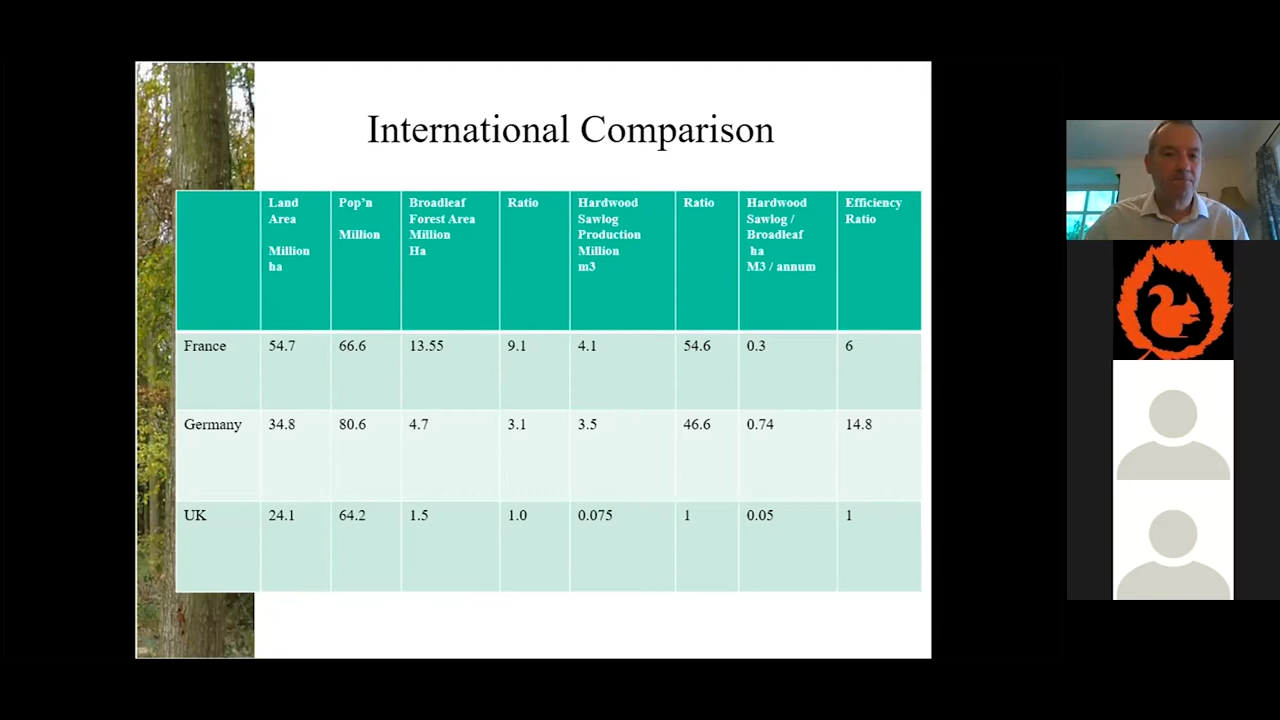 International Comparison
Land Area Million ha
Pop’n Million
Broadleaf Forest Area Million Ha
Ratio
Hardwood Sawlog Production Million m3
Ratio
Hardwood Sawlog / Broadleaf ha M3 / annum
Efficiency Ratio
France 54.7 66.6 13.55 9.1 4.1 54.6 0.3 6
Germany 34.8 80.6 4.7 3.1 3.5 46.6 0.74 14.8
UK 24.1 64.2 1.5 1.0 0.075 1 0.05 1